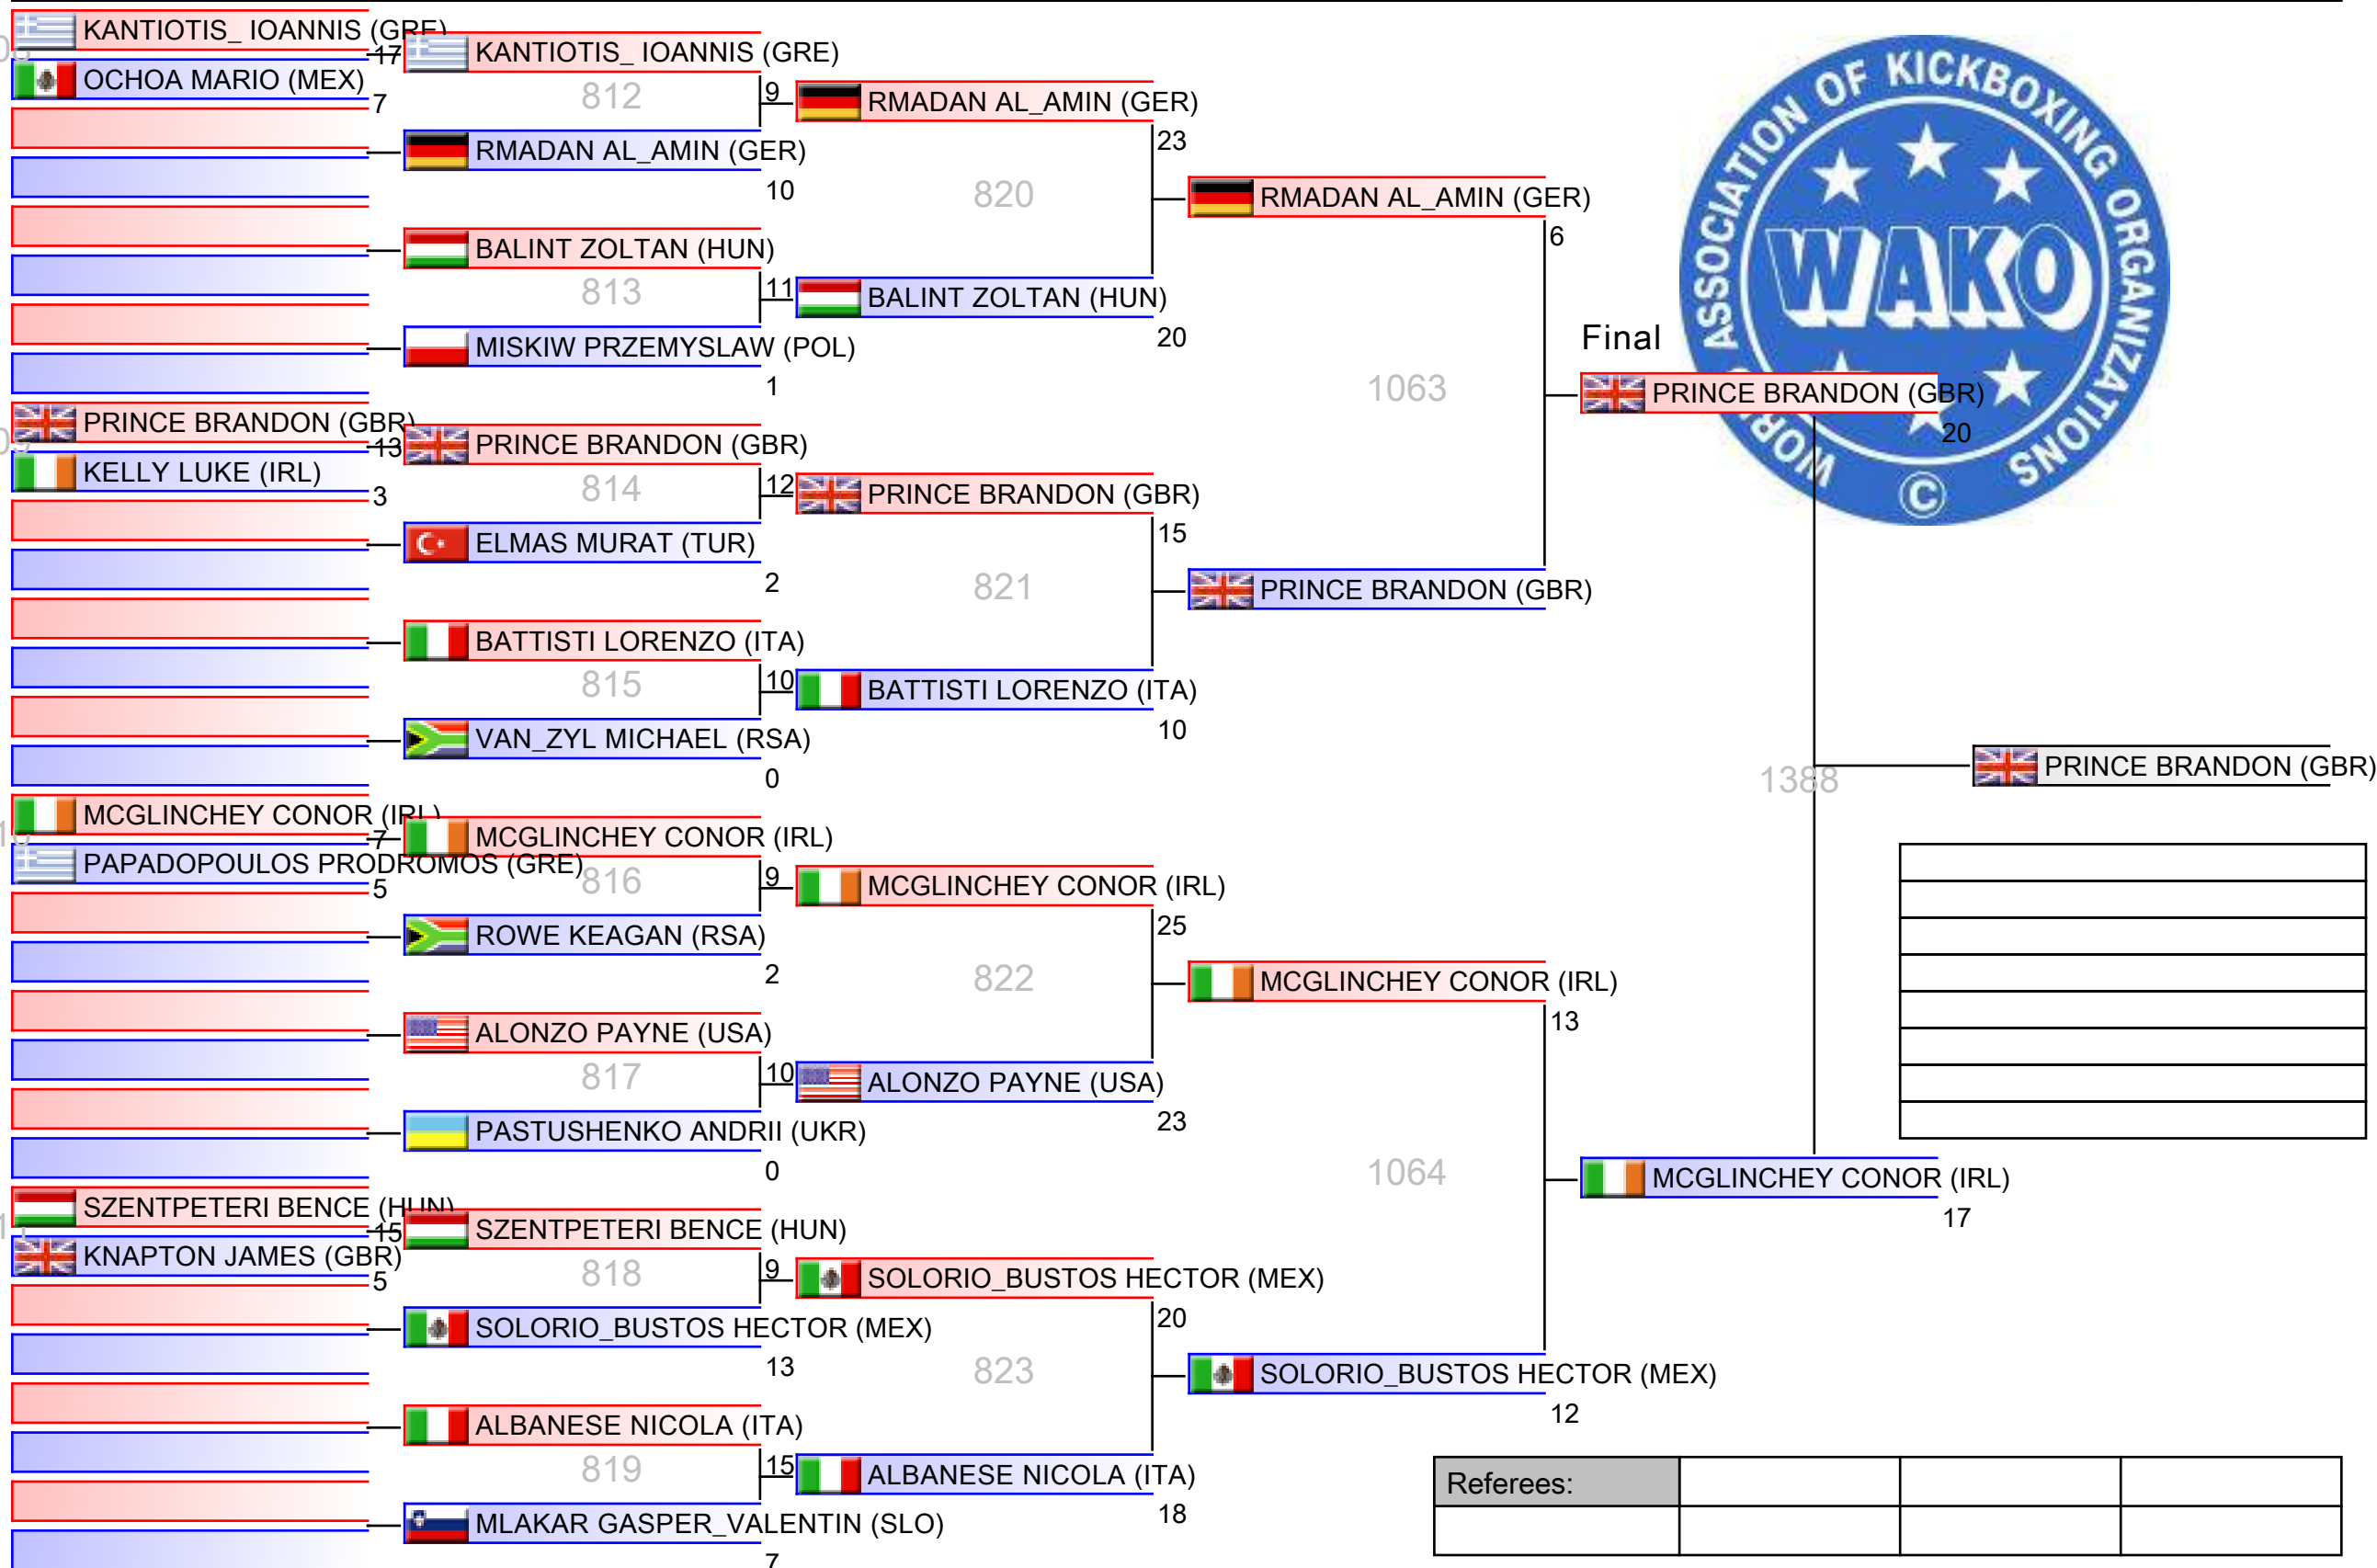 KANTIOTIS_ IOANNIS (GRE)
17
OCHOA MARIO (MEX)
7
PRINCE BRANDON (GBR)
13
KELLY LUKE (IRL)
3
MCGLINCHEY CONOR (IRL)
7
PAPADOPOULOS PRODROMOS (GRE)
5
SZENTPETERI BENCE (HUN)
15
KNAPTON JAMES (GBR)
5
KANTIOTIS_ IOANNIS (GRE)
812
9
RMADAN AL_AMIN (GER)
10
BALINT ZOLTAN (HUN)
813
11
MISKIW PRZEMYSLAW (POL)
1
PRINCE BRANDON (GBR)
814
12
ELMAS MURAT (TUR)
2
BATTISTI LORENZO (ITA)
815
10
VAN_ZYL MICHAEL (RSA)
0
MCGLINCHEY CONOR (IRL)
816
9
ROWE KEAGAN (RSA)
2
ALONZO PAYNE (USA)
817
10
PASTUSHENKO ANDRII (UKR)
0
SZENTPETERI BENCE (HUN)
818
9
SOLORIO_BUSTOS HECTOR (MEX)
13
ALBANESE NICOLA (ITA)
819
15
MLAKAR GASPER_VALENTIN (SLO)
7
RMADAN AL_AMIN (GER)
23
820
BALINT ZOLTAN (HUN)
20
PRINCE BRANDON (GBR)
15
821
BATTISTI LORENZO (ITA)
10
MCGLINCHEY CONOR (IRL)
25
822
ALONZO PAYNE (USA)
23
SOLORIO_BUSTOS HECTOR (MEX)
20
823
ALBANESE NICOLA (ITA)
18
RMADAN AL_AMIN (GER)
6
1063
PRINCE BRANDON (GBR)
MCGLINCHEY CONOR (IRL)
13
1064
SOLORIO_BUSTOS HECTOR (MEX)
12
Final
PRINCE BRANDON (GBR)
20
1388
MCGLINCHEY CONOR (IRL)
17
PRINCE BRANDON (GBR)
ASSOCIATION OF KICKBOXING ORGANIZATIONS
WAKO
©
Referees: